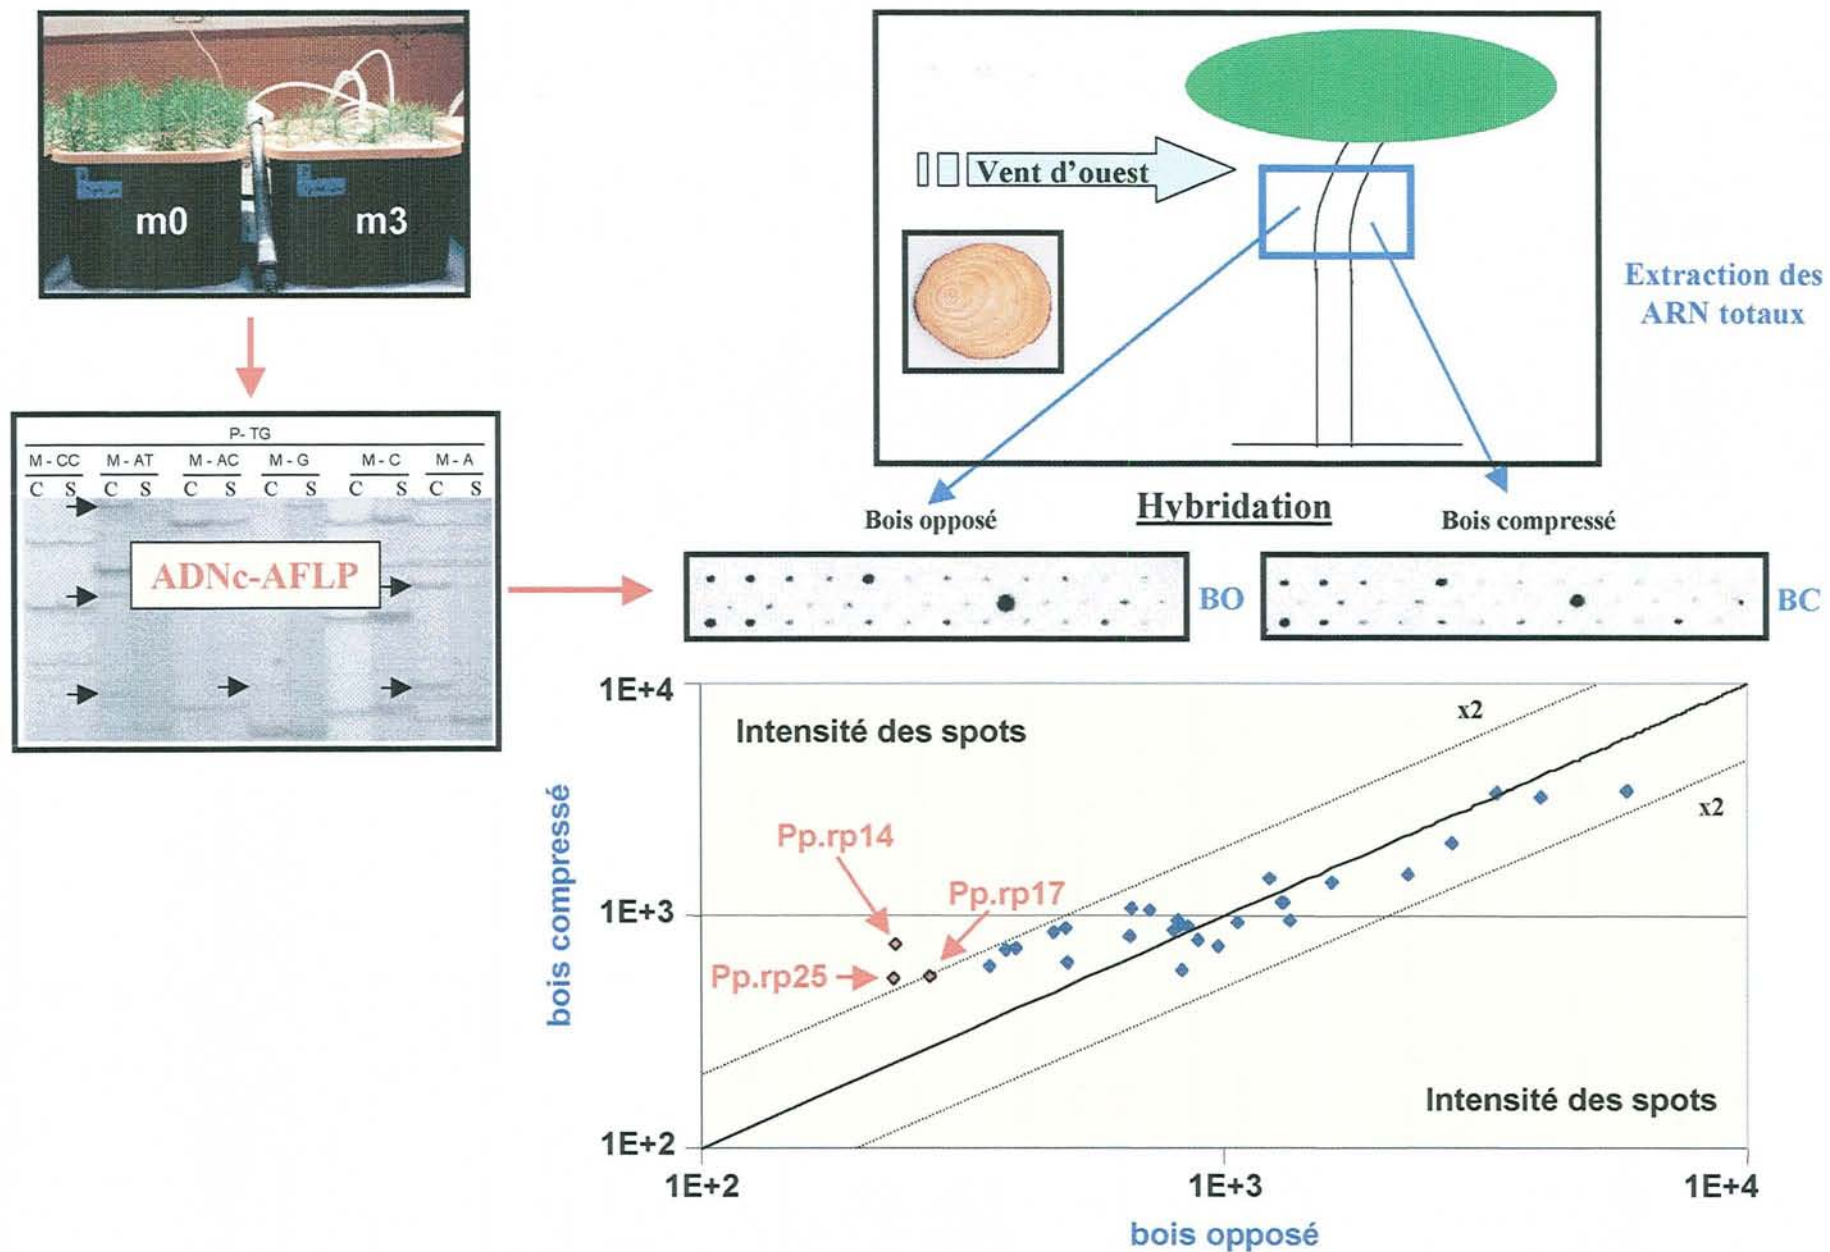 m0
m3
Vent d'ouest
Extraction des
ARN totaux
P- TG
M - CC M - AT M - AC M - G M - C M - A
C S C S C S C S C S C S
ADNc-AFLP
Hybridation
Bois opposé
Bois compressé
BO
BC
1E+4
Intensité des spots
x2
x2
Pp.rp14
Pp.rp17
1E+3
Pp.rp25
bois compressé
Intensité des spots
1E+2
1E+2
1E+3
1E+4
bois opposé